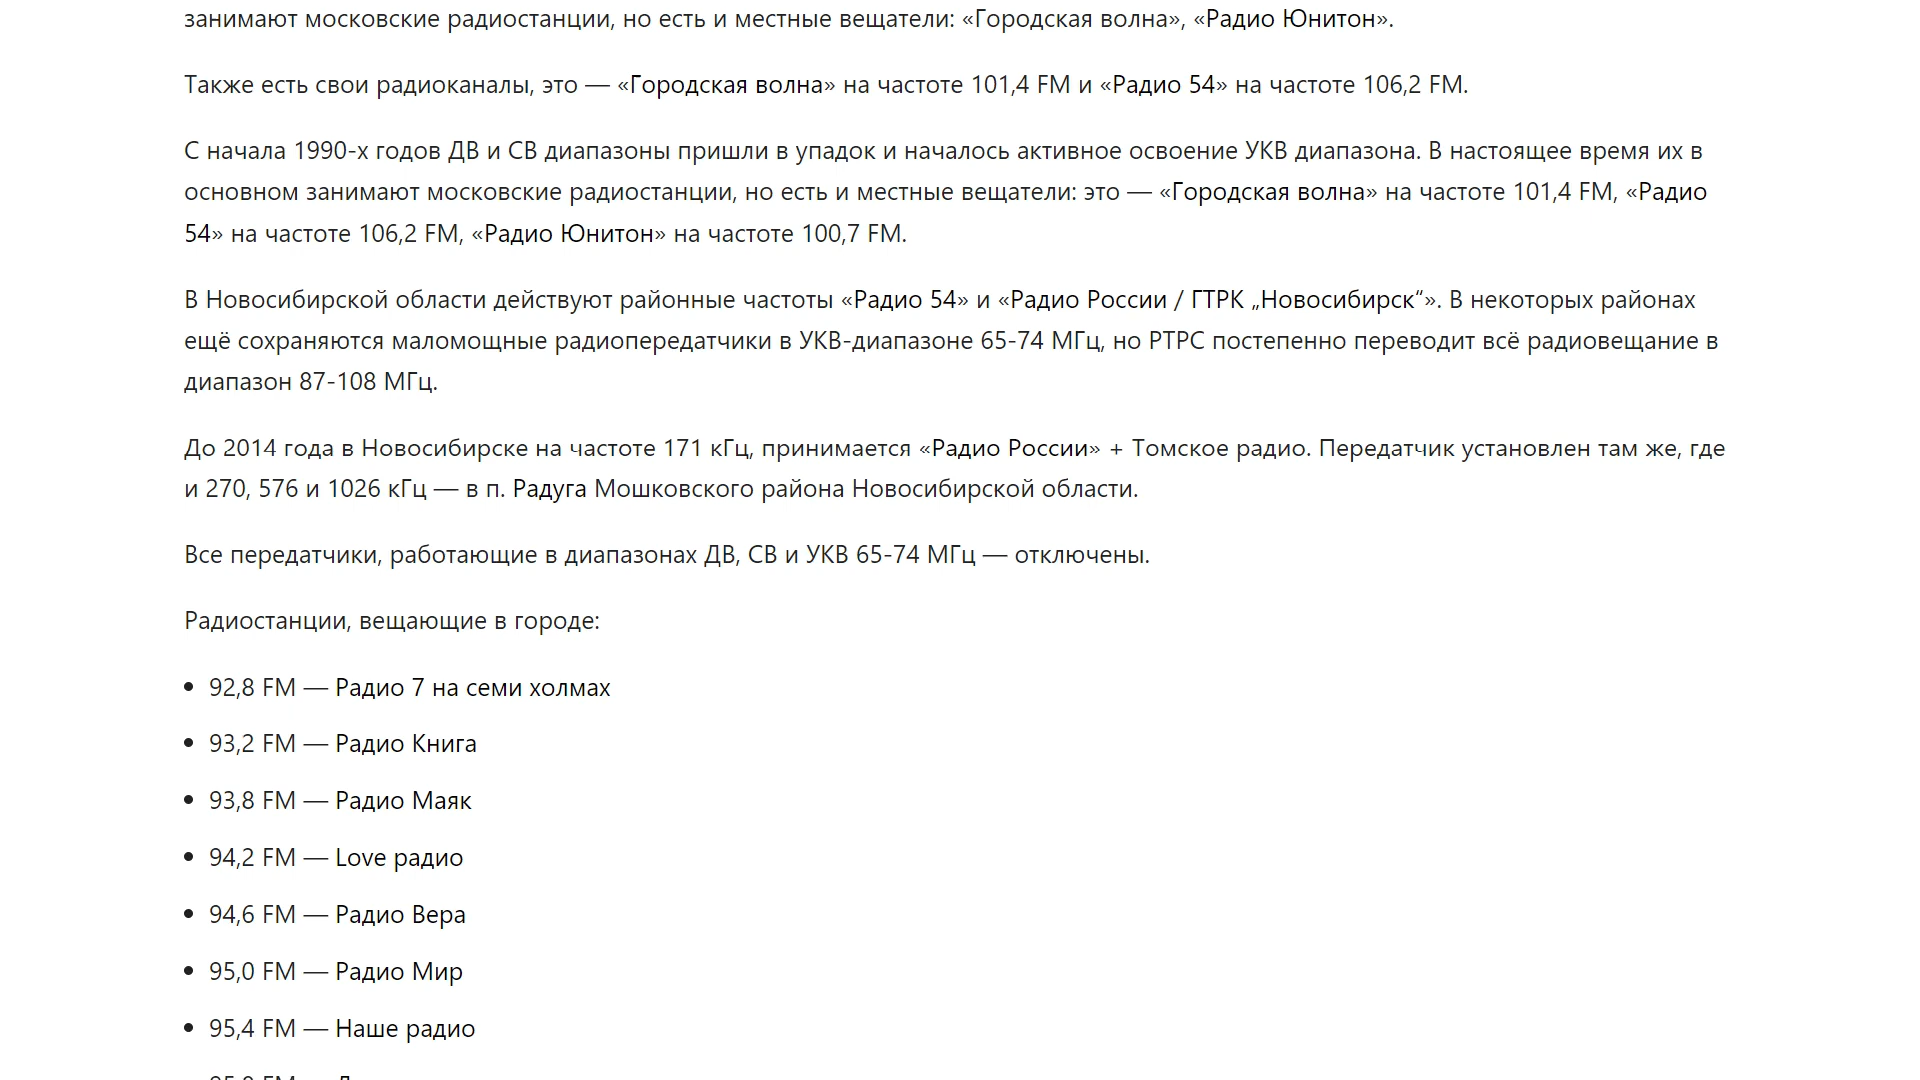 занимают московские радиостанции, но есть и местные вещатели: «Городская волна», «Радио Юнитон».
Также есть свои радиоканалы, это — «Городская волна» на частоте 101,4 FM и «Радио 54» на частоте 106,2 FM.
С начала 1990-х годов ДВ и СВ диапазоны пришли в упадок и началось активное освоение УКВ диапазона. В настоящее время их в
основном занимают московские радиостанции, но есть и местные вещатели: это — «Городская волна» на частоте 101,4 FM, «Радио
54» на частоте 106,2 FM, «Радио Юнитон» на частоте 100,7 FM.
В Новосибирской области действуют районные частоты «Радио 54» и «Радио России / ГТРК „Новосибирск“». В некоторых районах
ещё сохраняются маломощные радиопередатчики в УКВ-диапазоне 65-74 МГц, но РТРС постепенно переводит всё радиовещание в
диапазон 87-108 МГц.
До 2014 года в Новосибирске на частоте 171 кГц, принимается «Радио России» + Томское радио. Передатчик установлен там же, где
и 270, 576 и 1026 кГц — в п. Радуга Мошковского района Новосибирской области.
Все передатчики, работающие в диапазонах ДВ, СВ и УКВ 65-74 МГц — отключены.
Радиостанции, вещающие в городе:
• 92,8 FM — Радио 7 на семи холмах
• 93,2 FM — Радио Книга
• 93,8 FM — Радио Маяк
• 94,2 FM — Love радио
• 94,6 FM — Радио Вера
• 95,0 FM — Радио Мир
• 95,4 FM — Наше радио